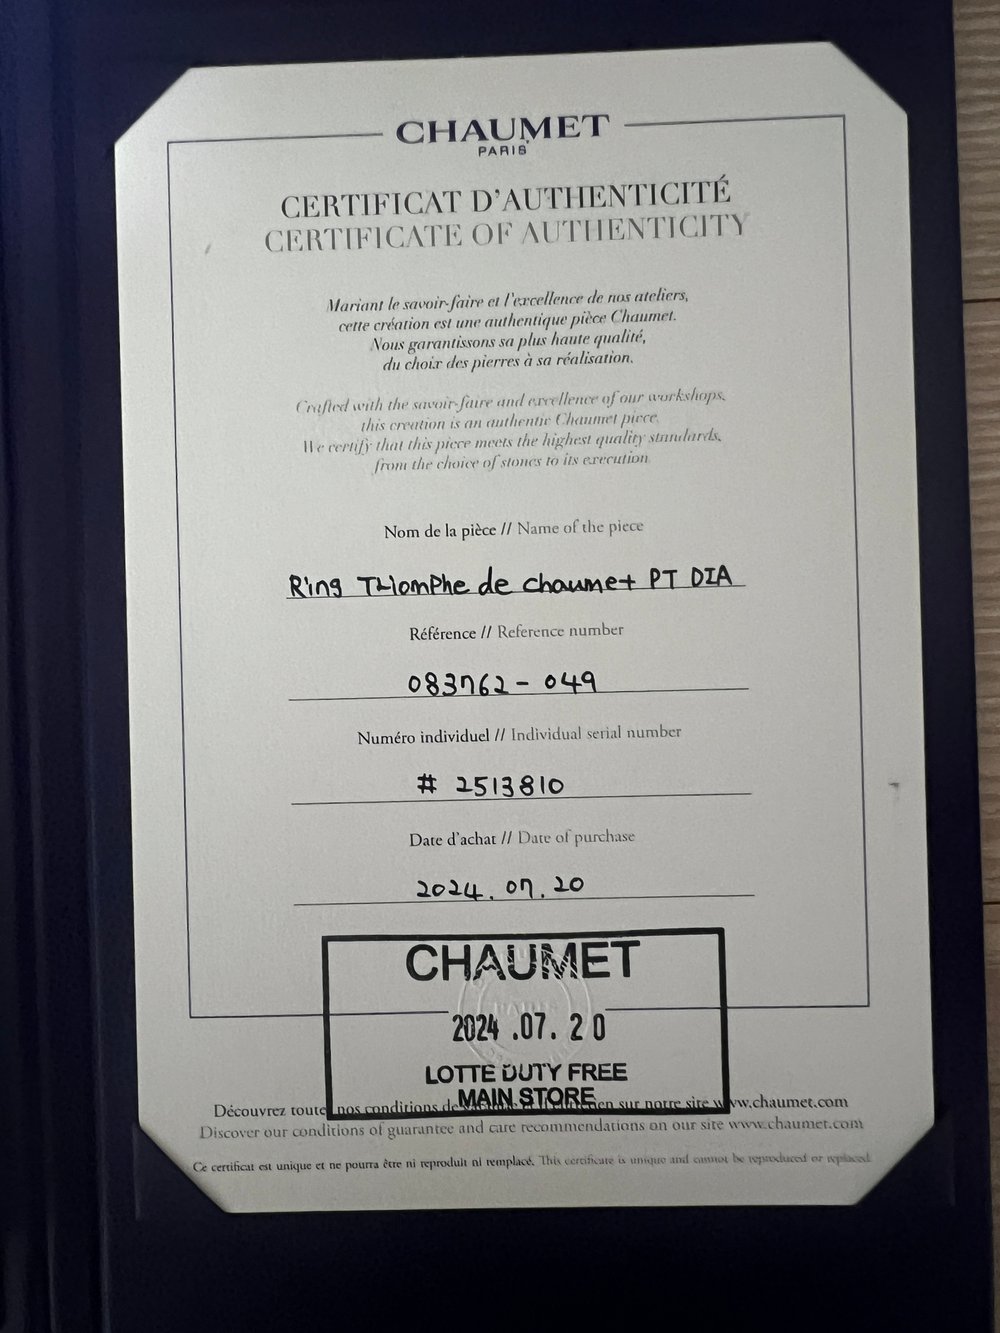 CHAUMET
PARIS
CERTIFICAT D'AUTHENTICITÉ
CERTIFICATE OF AUTHENTICITY
Mariant le savoir-faire et l'excellence de nos ateliers,
cette création est une authentique pièce Chaumet.
Nous garantissons sa plus haute qualité,
du choix des pierres à sa réalisation.
Crafted with the savoir-faire and excellence of our workshops,
this creation is an authentic Chaumet piece.
We certify that this piece meets the highest quality standards,
from the choice of stones to its execution.
Nom de la pièce // Name of the piece
Ring Triomphe de chaumet PT DIA
Référence // Reference number
083762-049
Numéro individuel // Individual serial number
# 2513810
Date d'achat // Date of purchase
2024.07.20
CHAUMET
2024.07.20
LOTTE DUTY FREE
MAIN STORE
Découvrez toutes nos conditions de sur notre site www.chaumet.com
Discover our conditions of guarantee and care recommendations on our site www.chaumet.com
Ce certificat est unique et ne pourra être ni reproduit ni remplacé. This certificate is unique and cannot be reproduced or replaced.